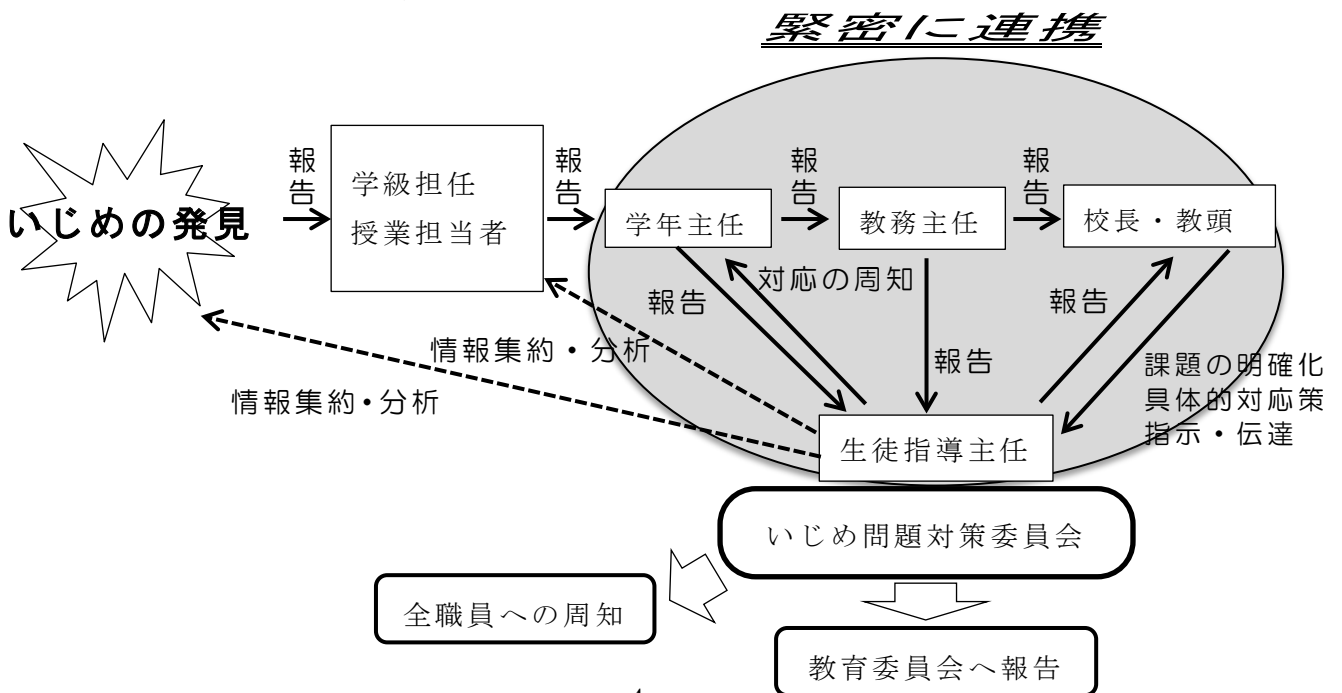 緊密に連携
報告
報告
報告
報告
学級担任
授業担当者
いじめの発見
学年主任
教務主任
校長・教頭
対応の周知
報告
報告
報告
情報集約・分析
情報集約・分析
課題の明確化
具体的対応策
指示・伝達
生徒指導主任
いじめ問題対策委員会
全職員への周知
教育委員会へ報告